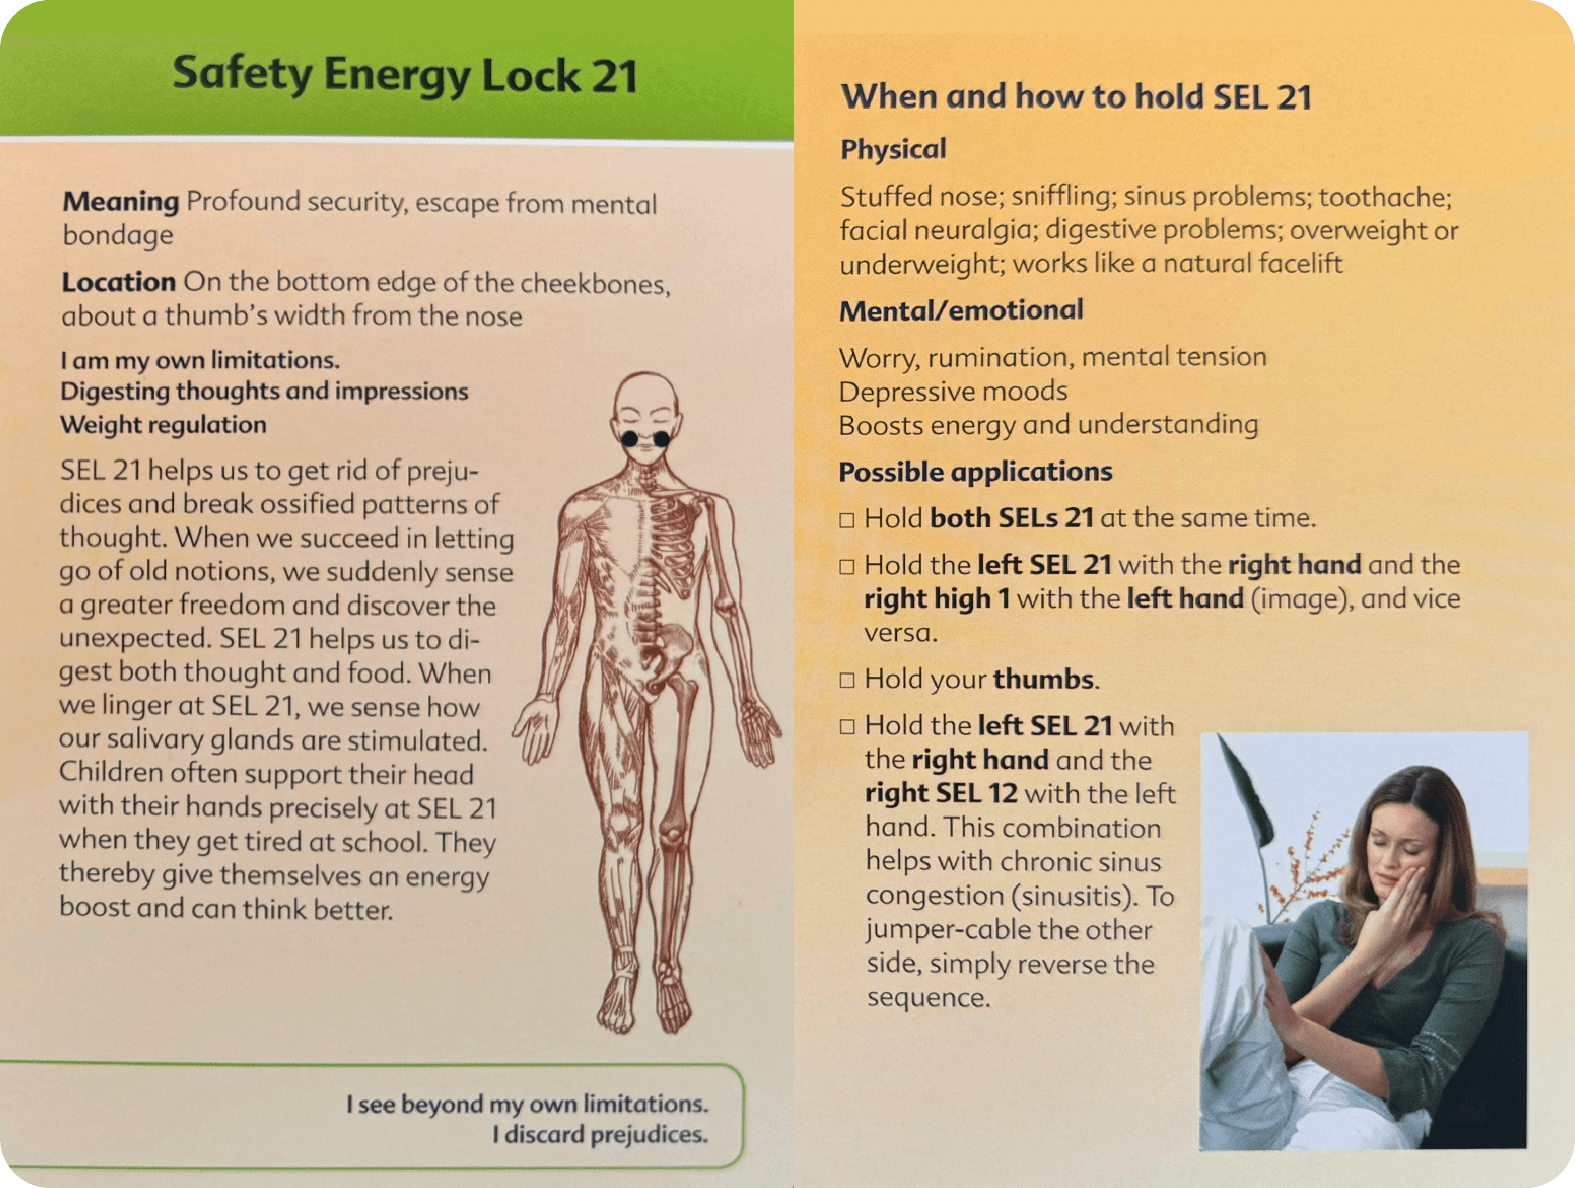 Safety Energy Lock 21
Meaning Profound security, escape from mental
bondage
Location On the bottom edge of the cheekbones,
about a thumb's width from the nose
I am my own limitations.
Digesting thoughts and impressions
Weight regulation
SEL 21 helps us to get rid of preju-
dices and break ossified patterns of
thought. When we succeed in letting
go of old notions, we suddenly sense
a greater freedom and discover the
unexpected. SEL 21 helps us to di-
gest both thought and food. When
we linger at SEL 21, we sense how
our salivary glands are stimulated.
Children often support their head
with their hands precisely at SEL 21
when they get tired at school. They
thereby give themselves an energy
boost and can think better.
I see beyond my own limitations.
I discard prejudices.
When and how to hold SEL 21
Physical
Stuffed nose; sniffling; sinus problems; toothache;
facial neuralgia; digestive problems; overweight or
underweight; works like a natural facelift
Mental/emotional
Worry, rumination, mental tension
Depressive moods
Boosts energy and understanding
Possible applications
□ Hold both SELs 21 at the same time.
□ Hold the left SEL 21 with the right hand and the
right high 1 with the left hand (image), and vice
versa.
□ Hold your thumbs.
□ Hold the left SEL 21 with
the right hand and the
right SEL 12 with the left
hand. This combination
helps with chronic sinus
congestion (sinusitis). To
jumper-cable the other
side, simply reverse the
sequence.